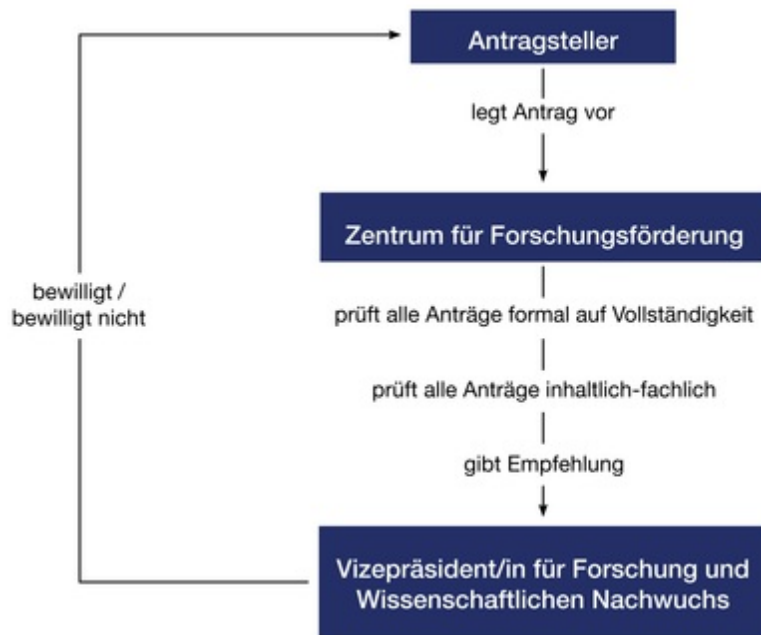 Antragsteller
legt Antrag vor
Zentrum für Forschungsförderung
prüft alle Anträge formal auf Vollständigkeit
prüft alle Anträge inhaltlich-fachlich
gibt Empfehlung
Vizepräsident/in für Forschung und
Wissenschaftlichen Nachwuchs
bewilligt /
bewilligt nicht